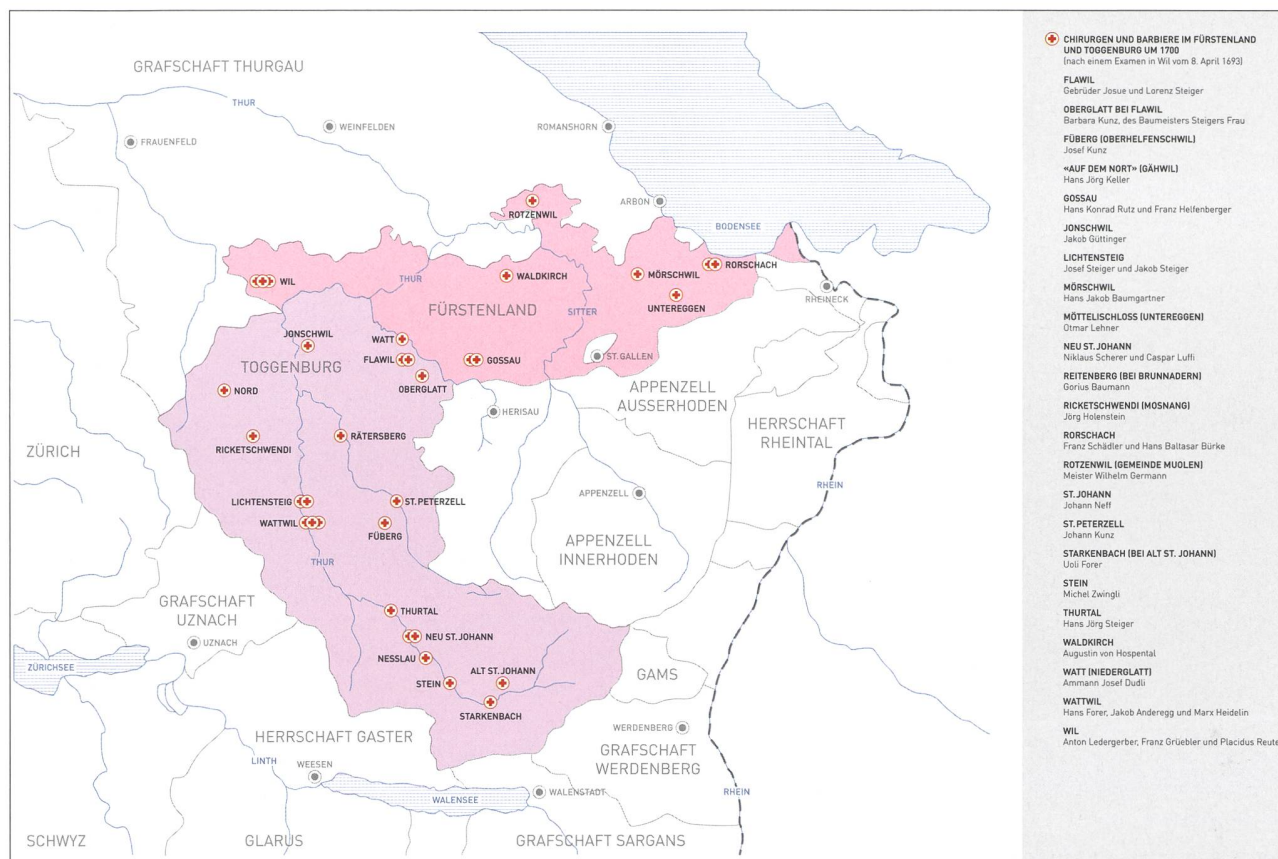 GRAFSCHAFT THURGAU
THUR
WEINFELDEN
FRAUENFELD
ROMANSHORN
ARBON
ROTZENWIL
BODENSEE
WIL
THUR
WALDKIRCH
MÖRSCHWIL
RORSCHACH
RHEINECK
UNTEREGGEN
FÜRSTENLAND
SITTER
JONSCHWIL
WATT
TOGGENBURG
FLAWIL
GOSSAU
ST. GALLEN
OBERGLATT
NORD
APPENZELL
AUSSERHODEN
HERISAU
HERRSCHAFT
RHEINTAL
RÄTERSBERG
RICKETSCHWENDI
ZÜRICH
RHEIN
APPENZELL
LICHTENSTEIG
ST. PETERZELL
WATTWIL
FÜBERG
APPENZELL
INNERHODEN
THUR
GRAFSCHAFT
UZNACH
THURTAL
UZNACH
NEU ST. JOHANN
NESSLAU
ZÜRICHSEE
ALT ST. JOHANN
GAMS
STEIN
STARKENBACH
WERDENBERG
HERRSCHAFT GASTER
GRAFSCHAFT
WERDENBERG
LINTH
WEESEN
WALENSEE
WALENSTADT
RHEIN
SCHWYZ
GLARUS
GRAFSCHAFT SARGANS
CHIRURGEN UND BARBIERE IM FÜRSTENLAND
UND TOGGENBURG UM 1700
(nach einem Examen in Wil vom 8. April 1693)
FLAWIL
Gebrüder Josue und Lorenz Steiger
OBERGLATT BEI FLAWIL
Barbara Kunz, des Baumeisters Steigers Frau
FÜBERG (OBERHELFENSCHWIL)
Josef Kunz
«AUF DEM NORT» (GÄHWIL)
Hans Jörg Keller
GOSSAU
Hans Konrad Rutz und Franz Helfenberger
JONSCHWIL
Jakob Güttinger
LICHTENSTEIG
Josef Steiger und Jakob Steiger
MÖRSCHWIL
Hans Jakob Baumgartner
MÖTTELISCHLOSS (UNTEREGGEN)
Otmar Lehner
NEU ST. JOHANN
Niklaus Scherer und Caspar Luffi
REITENBERG (BEI BRUNNADERN)
Gorius Baumann
RICKETSCHWENDI (MOSNANG)
Jörg Holenstein
RORSCHACH
Franz Schädler und Hans Baltasar Bürke
ROTZENWIL (GEMEINDE MUOLEN)
Meister Wilhelm Germann
ST. JOHANN
Johann Neff
ST. PETERZELL
Johann Kunz
STARKENBACH (BEI ALT ST. JOHANN)
Uoli Forer
STEIN
Michel Zwingli
THURTAL
Hans Jörg Steiger
WALDKIRCH
Augustin von Hospental
WATT (NIEDERGLATT)
Ammann Josef Dudli
WATTWIL
Hans Forer, Jakob Anderegg und Marx Heidelin
WIL
Anton Ledergerber, Franz Grüebler und Placidus Reute